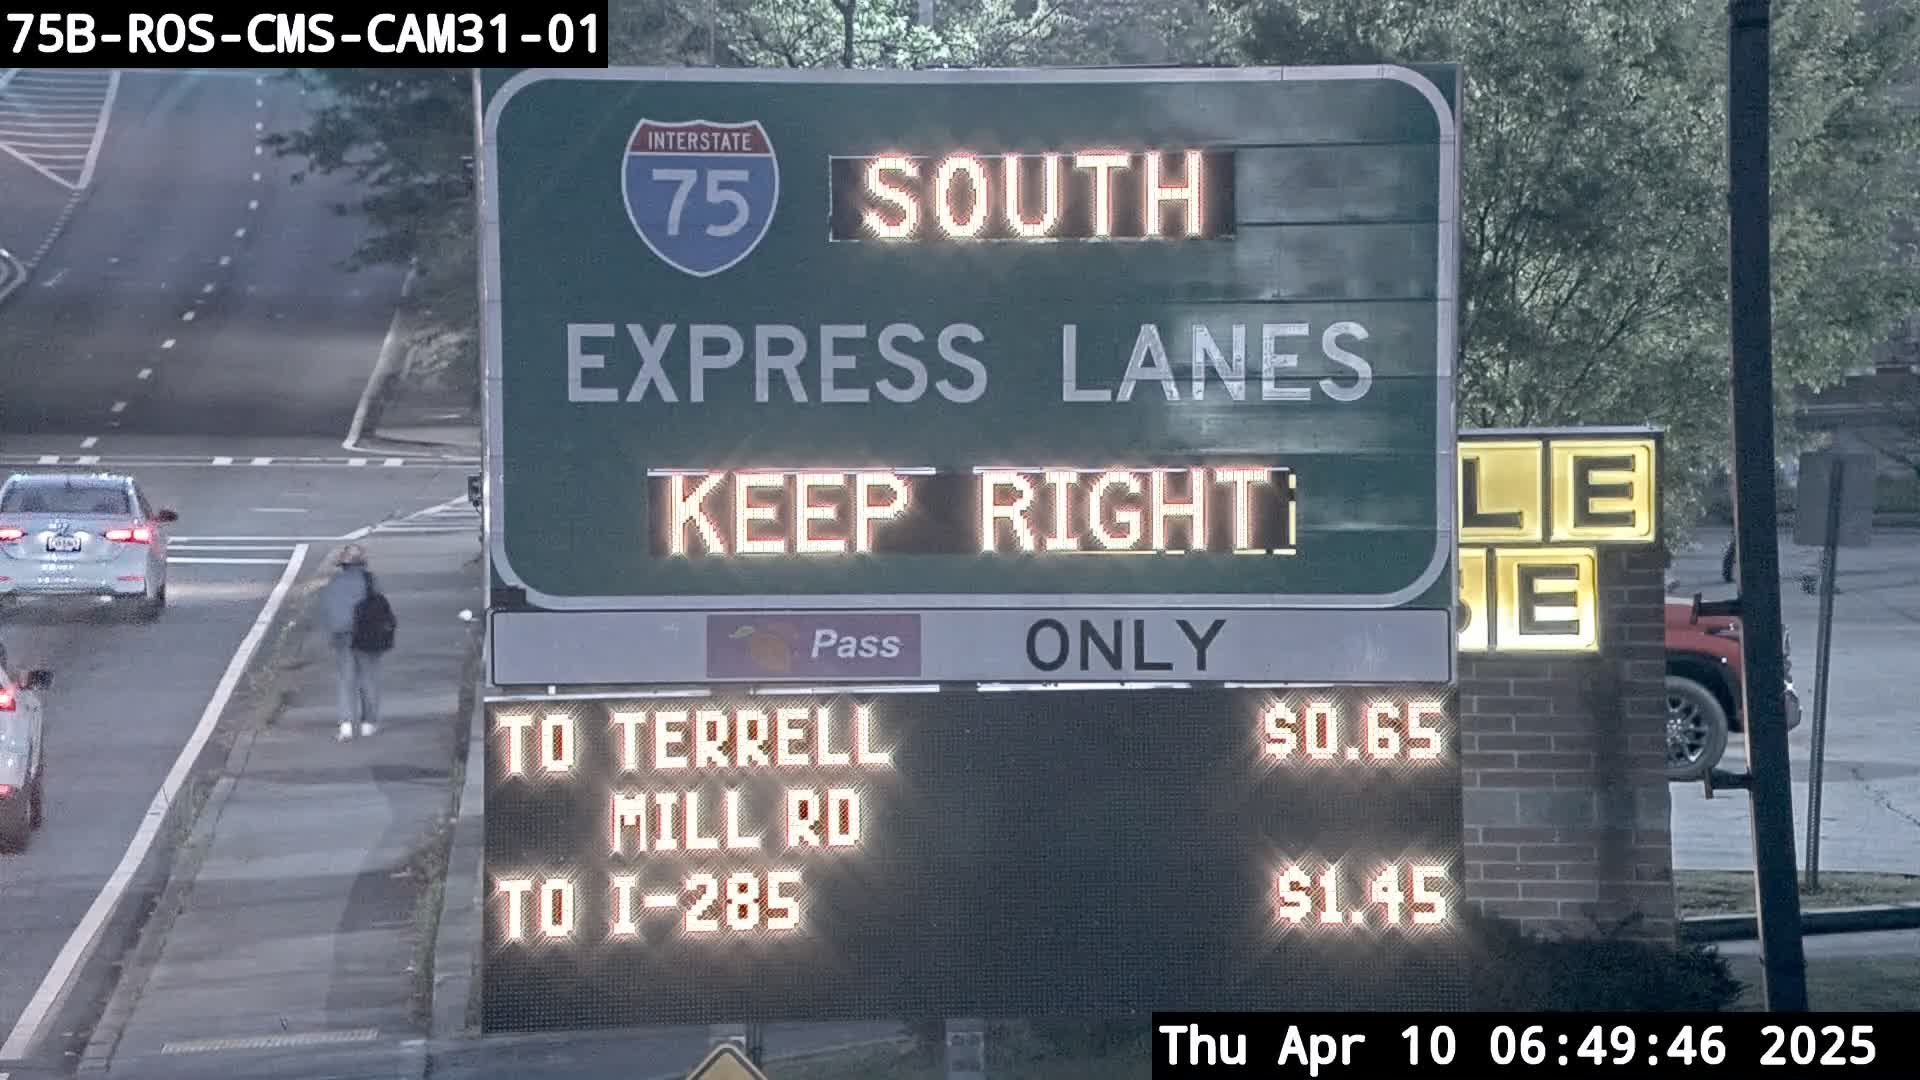 75B-ROS-CMS-CAM31-01
INTERSTATE
75
SOUTH
EXPRESS LANES
KEEP RIGHT
Pass ONLY
TO TERRELL $0.65
MILL RD
TO I-285 $1.45
LE
E
Thu Apr 10 06:49:46 2025